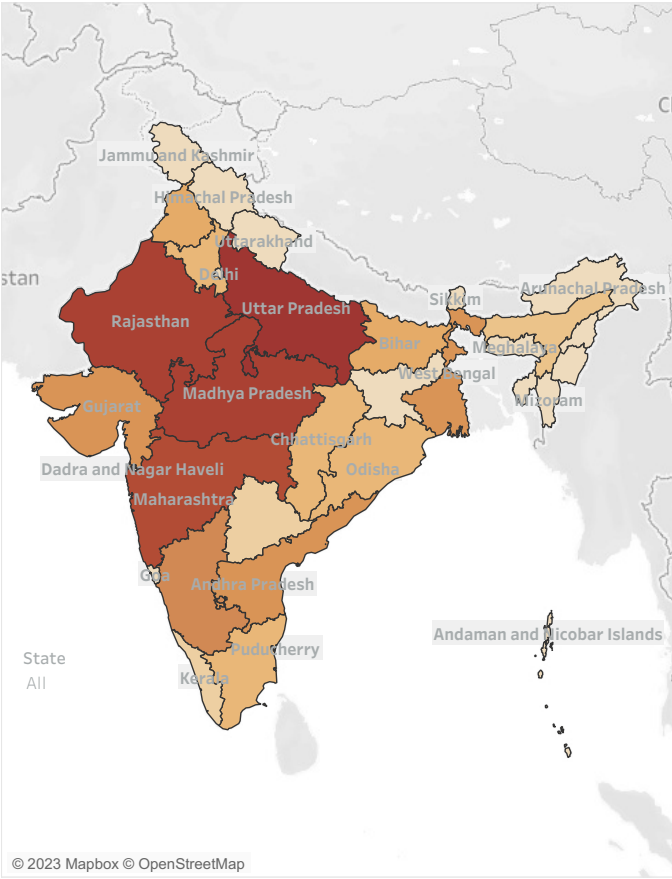 C
Jammu and Kashmir
Himachal Pradesh
Uttarakhand
stan
Delhi
Arunachal Pradesh
Sikkim
Uttar Pradesh
Rajasthan
Bihar
Meghalaya
West Bengal
Madhya Pradesh
Mizoram
Gujarat
Chhattisgarh
Dadra and Nagar Haveli
Odisha
Maharashtra
Goa
Andhra Pradesh
Andaman and Nicobar Islands
Puducherry
State
All
Kerala
© 2023 Mapbox © OpenStreetMap